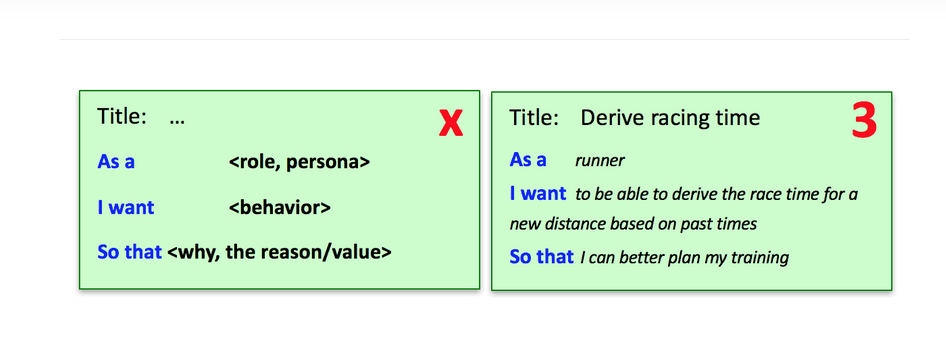 Title: ...
X
As a <role, persona>
I want <behavior>
So that <why, the reason/value>
Title: Derive racing time
3
As a runner
I want to be able to derive the race time for a
new distance based on past times
So that I can better plan my training